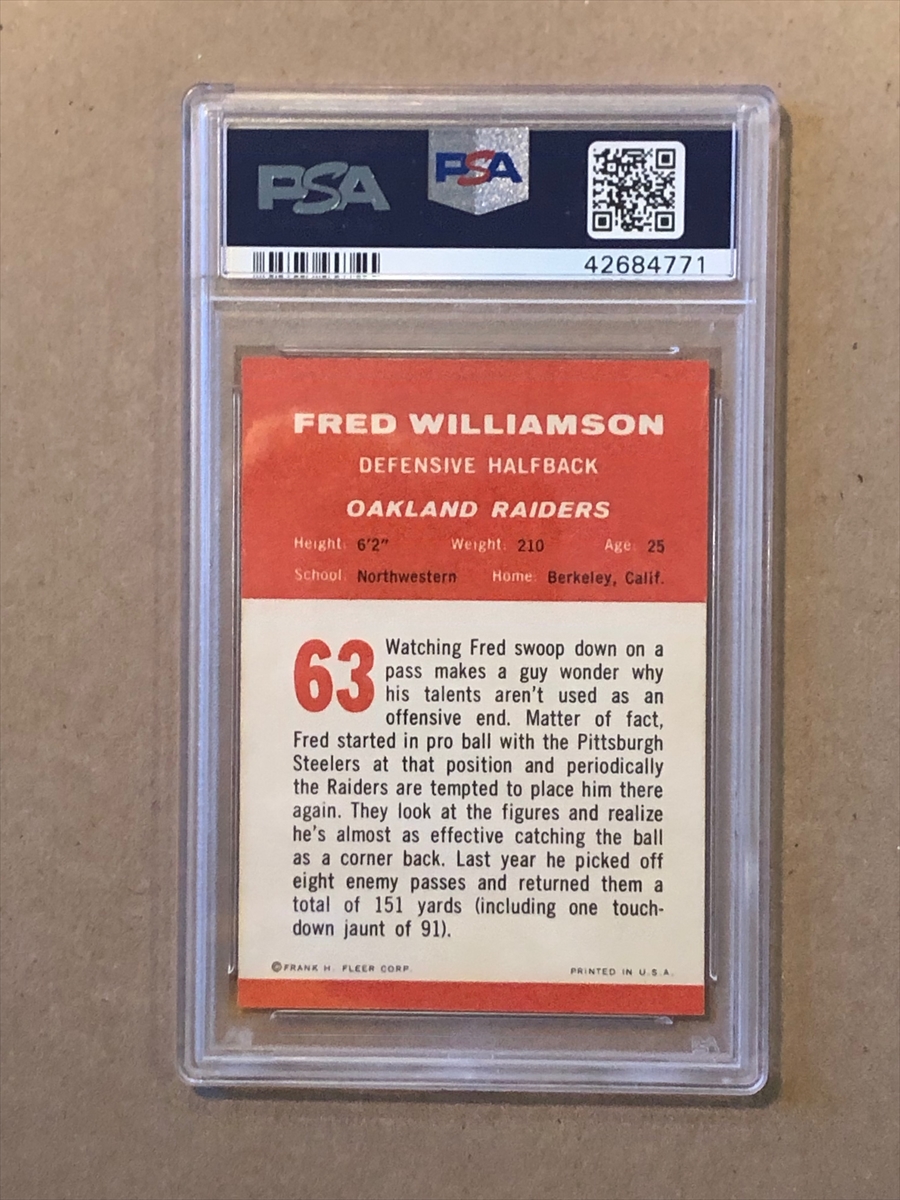 PSA PSA
42684771
FRED WILLIAMSON
DEFENSIVE HALFBACK
OAKLAND RAIDERS
Height: 6'2" Weight: 210 Age: 25
School: Northwestern Home: Berkeley, Calif.
63 Watching Fred swoop down on a
pass makes a guy wonder why
his talents aren't used as an
offensive end. Matter of fact,
Fred started in pro ball with the Pittsburgh
Steelers at that position and periodically
the Raiders are tempted to place him there
again. They look at the figures and realize
he's almost as effective catching the ball
as a corner back. Last year he picked off
eight enemy passes and returned them a
total of 151 yards (including one touch-
down jaunt of 91).
©FRANK H. FLEER CORP. PRINTED IN U.S.A.